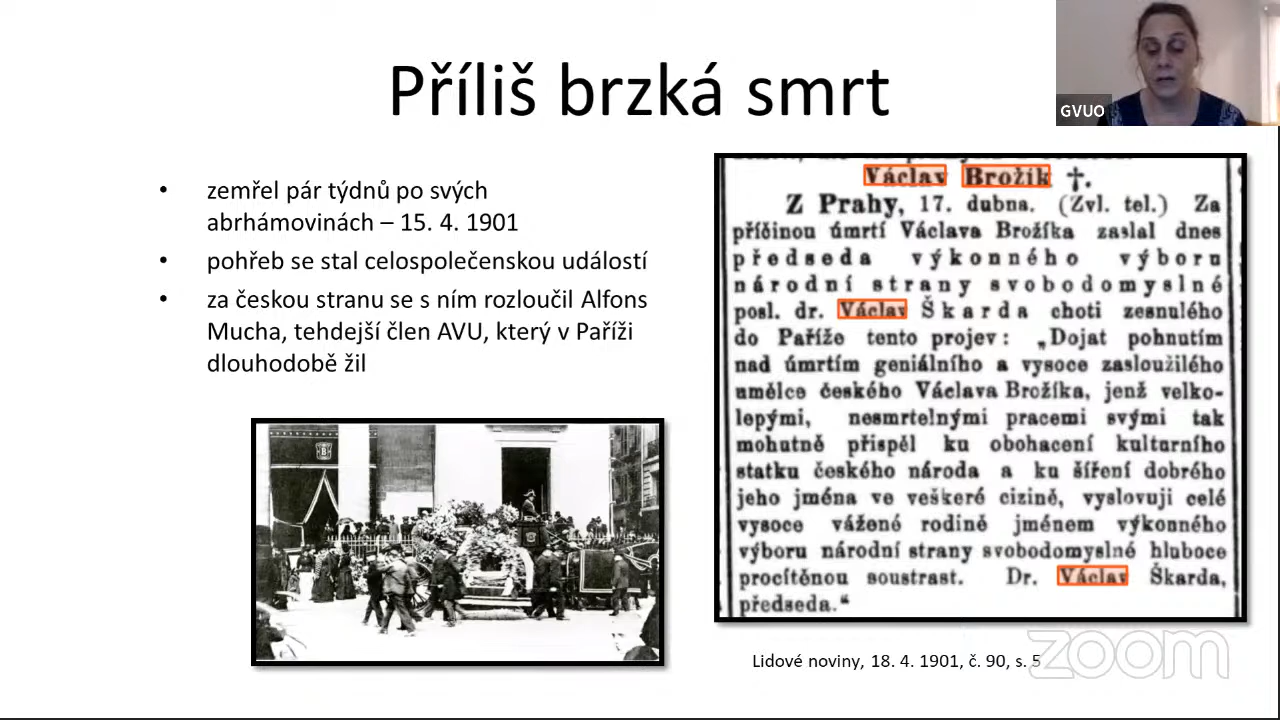 Příliš brzká smrt
GVUO
• zemřel pár týdnů po svých
abrhámovinách – 15. 4. 1901
• pohřeb se stal celospolečenskou událostí
• za českou stranu se s ním rozloučil Alfons
Mucha, tehdejší člen AVU, který v Paříži
dlouhodobě žil
Václav Brožík †.
Z Prahy, 17. dubna. (Zvl. tel.) Za
příčinou úmrtí Václava Brožíka zaslal dnes
předseda výkonného výboru
národní strany svobodomyslné
posl. dr. Václav Škarda choti zesnulého
do Paříže tento projev: „Dojat pohnutím
nad úmrtím geniálního a vysoce zasloužilého
umělce českého Václava Brožíka, jenž velko-
lepými, nesmrtelnými pracemi svými tak
mohutně přispěl ku obohacení kulturního
statku českého národa a ku šíření dobrého
jeho jména ve veškeré cizině, vyslovuji celé
vysoce vážené rodině jménem výkonného
výboru národní strany svobodomyslné hluboce
procítěnou soustrast. Dr. Václav Škarda,
předseda.“
B
Lidové noviny, 18. 4. 1901, č. 90, s. 5
zoom